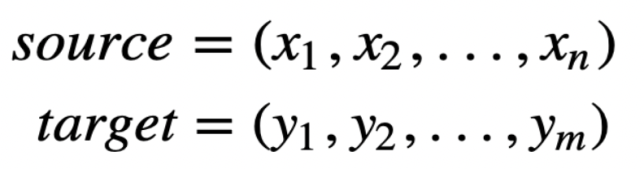 source = (x₁, x₂, . . . , xₙ)
target = (y₁, y₂, . . . , yₘ)